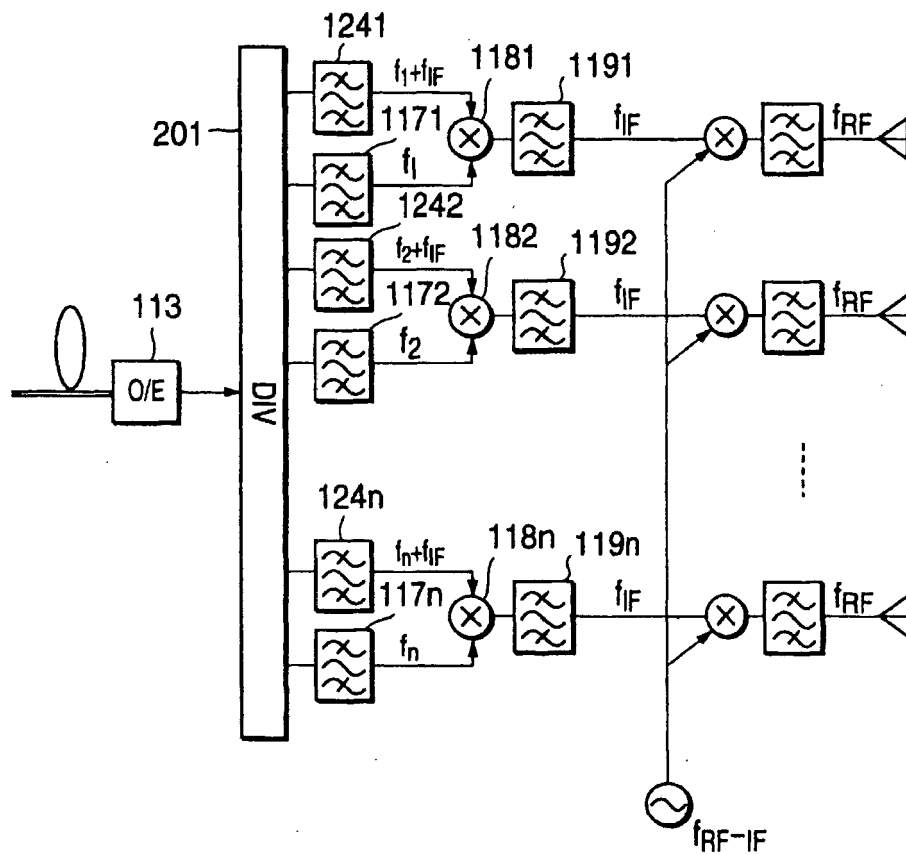 1241
f₁+fIF
1181
1191
fIF
fRF
201
1171
f₁
1242
f₂+fIF
1182
1192
fIF
fRF
1172
f₂
113
O/E
DIV
124n
fₙ+fIF
118n
119n
fIF
fRF
117n
fₙ
fRF-IF